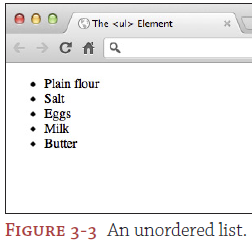 The <ul> Element
Plain flour
Salt
Eggs
Milk
Butter
FIGURE 3-3 An unordered list.